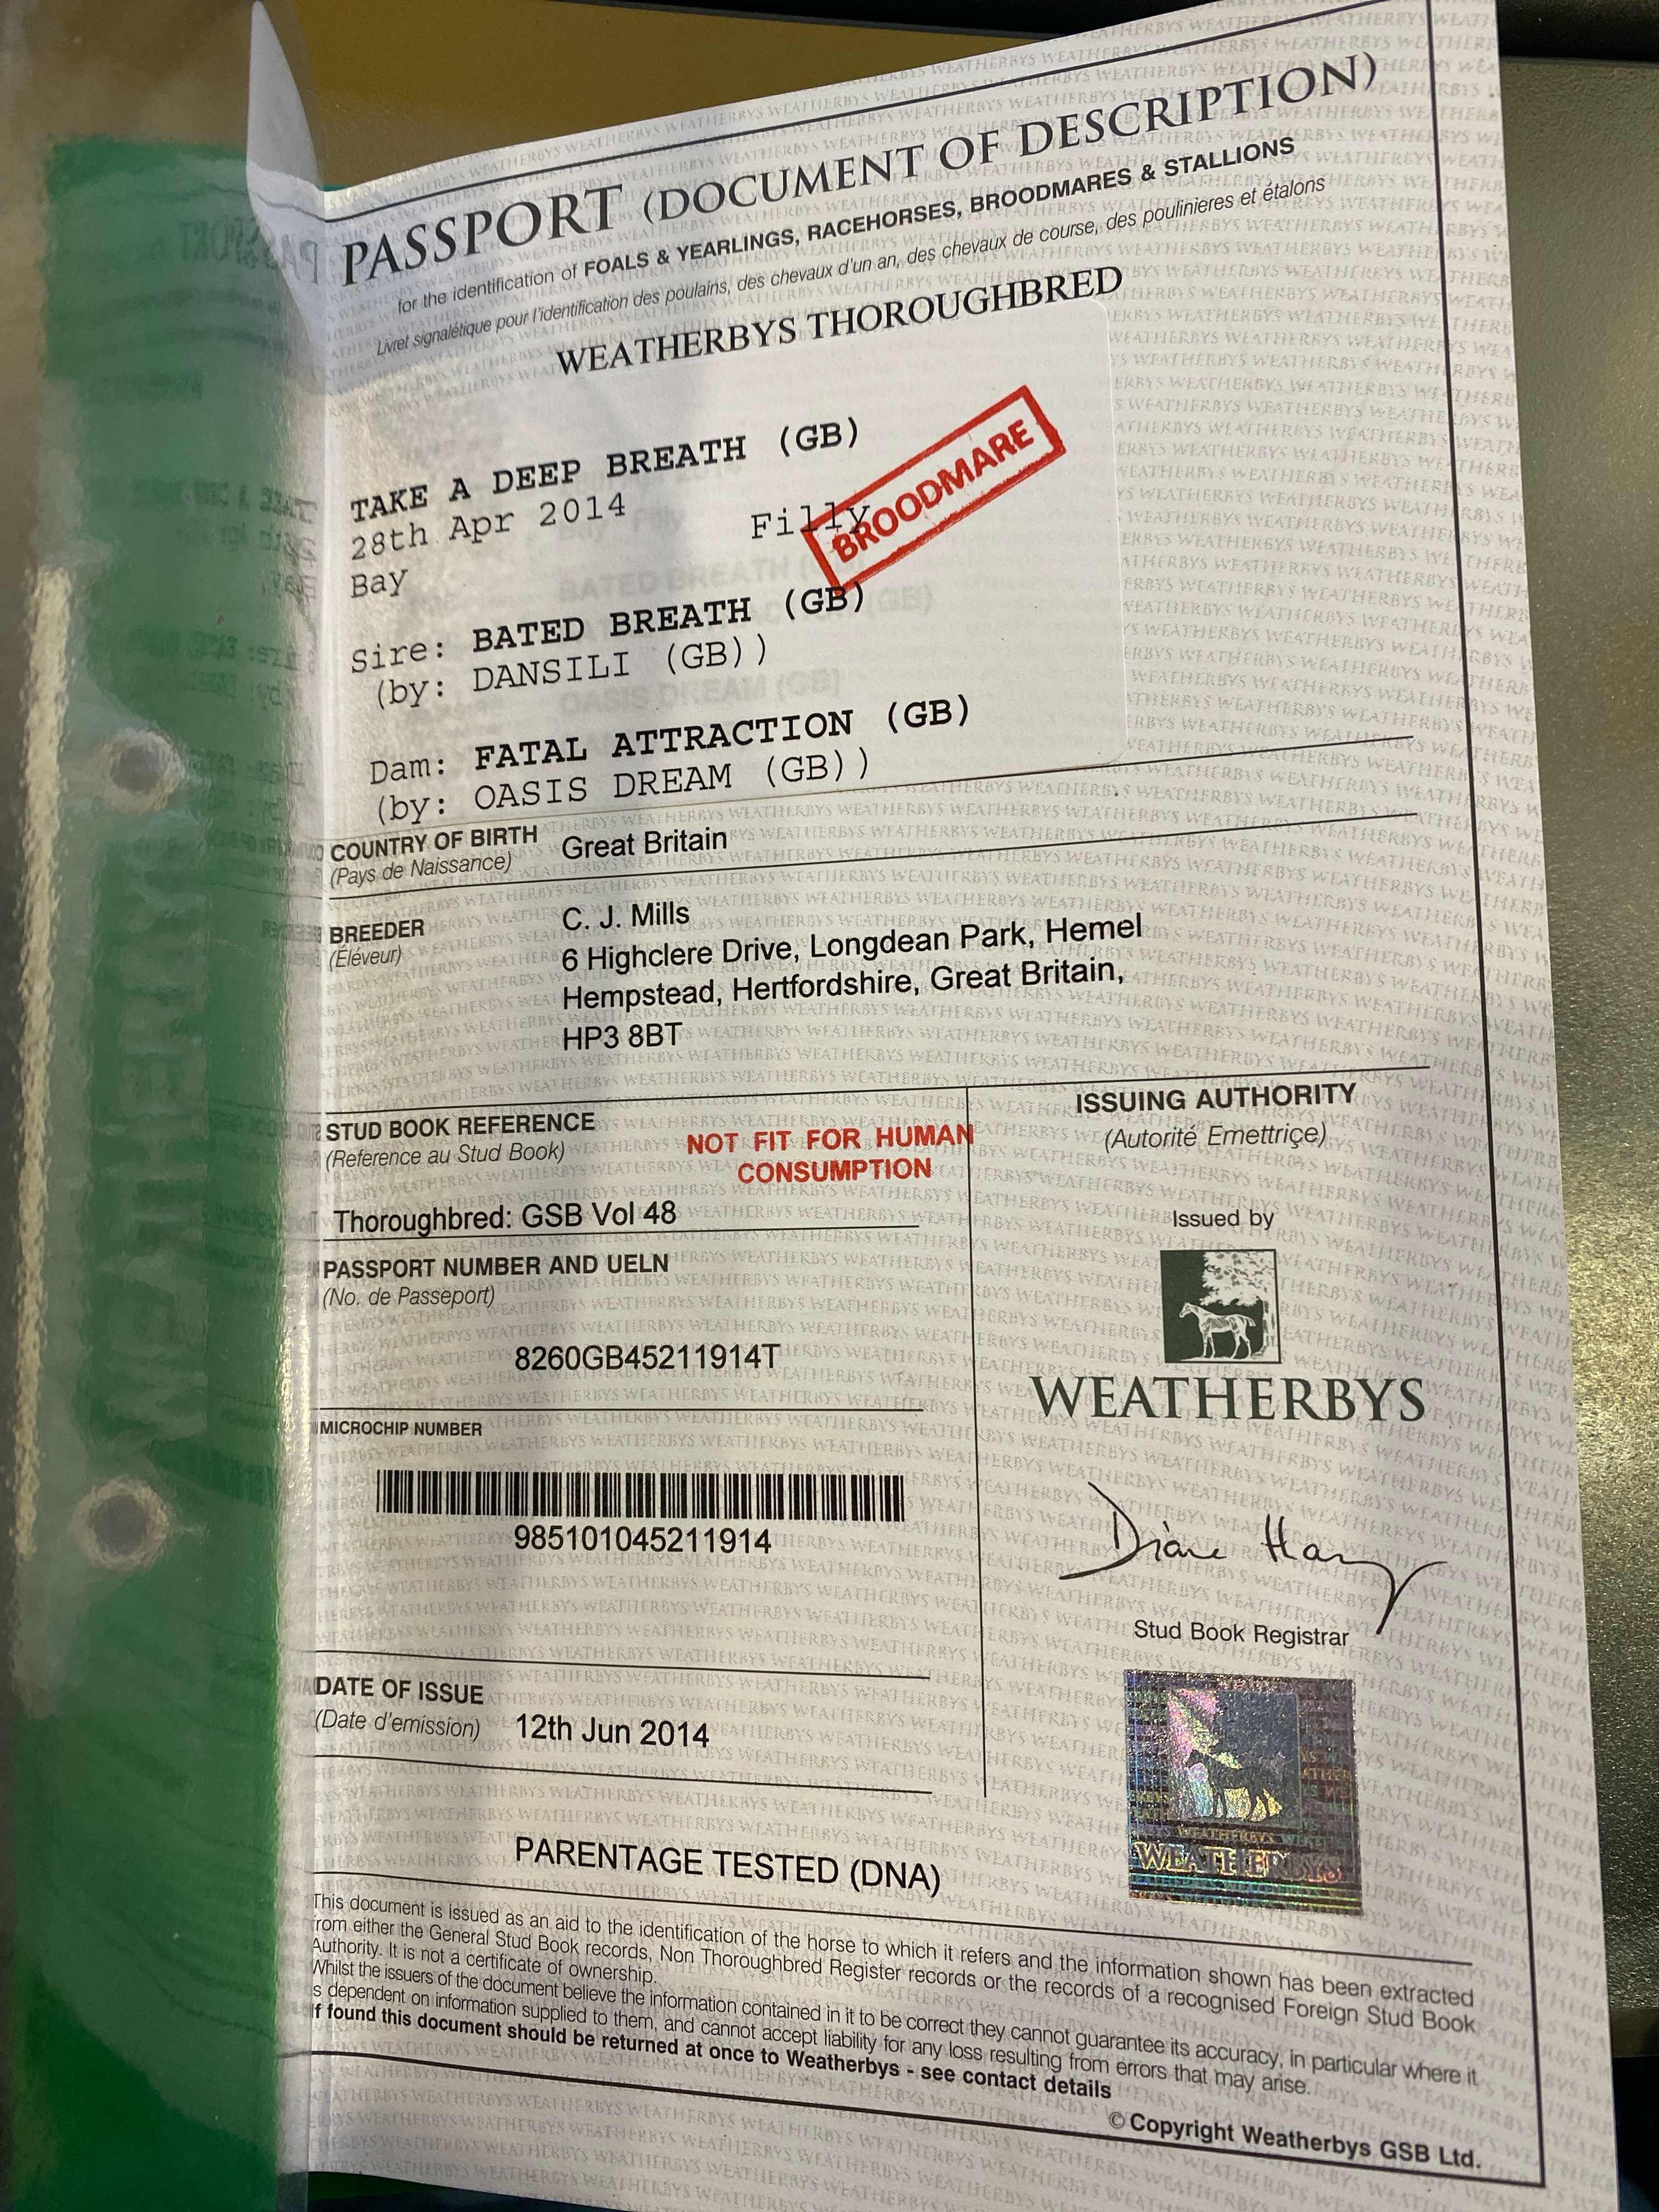 PASSPORT (DOCUMENT OF DESCRIPTION)
for the identification of FOALS & YEARLINGS, RACEHORSES, BROODMARES & STALLIONS
Livret signalétique pour l'identification des poulains, des chevaux d'un an, des chevaux de course, des poulinieres et étalons
WEATHERBYS THOROUGHBRED
TAKE A DEEP BREATH (GB)
28th Apr 2014 Filly
BROODMARE
Bay
Sire: BATED BREATH (GB)
(by: DANSILI (GB))
Dam: FATAL ATTRACTION (GB)
(by: OASIS DREAM (GB))
COUNTRY OF BIRTH Great Britain
(Pays de Naissance)
BREEDER C. J. Mills
(Éléveur) 6 Highclere Drive, Longdean Park, Hemel
Hempstead, Hertfordshire, Great Britain,
HP3 8BT
STUD BOOK REFERENCE
(Reference au Stud Book)
NOT FIT FOR HUMAN
CONSUMPTION
Thoroughbred: GSB Vol 48
PASSPORT NUMBER AND UELN
(No. de Passeport)
8260GB45211914T
MICROCHIP NUMBER
985101045211914
DATE OF ISSUE
(Date d'emission) 12th Jun 2014
ISSUING AUTHORITY
(Autorité Emettriçe)
Issued by
WEATHERBYS
Diane Han
Stud Book Registrar
WEATHERBYS
PARENTAGE TESTED (DNA)
This document is issued as an aid to the identification of the horse to which it refers and the information shown has been extracted
from either the General Stud Book records, Non Thoroughbred Register records or the records of a recognised Foreign Stud Book
Authority. It is not a certificate of ownership.
Whilst the issuers of the document believe the information contained in it to be correct they cannot guarantee its accuracy, in particular where it
s dependent on information supplied to them, and cannot accept liability for any loss resulting from errors that may arise.
If found this document should be returned at once to Weatherbys - see contact details
© Copyright Weatherbys GSB Ltd.